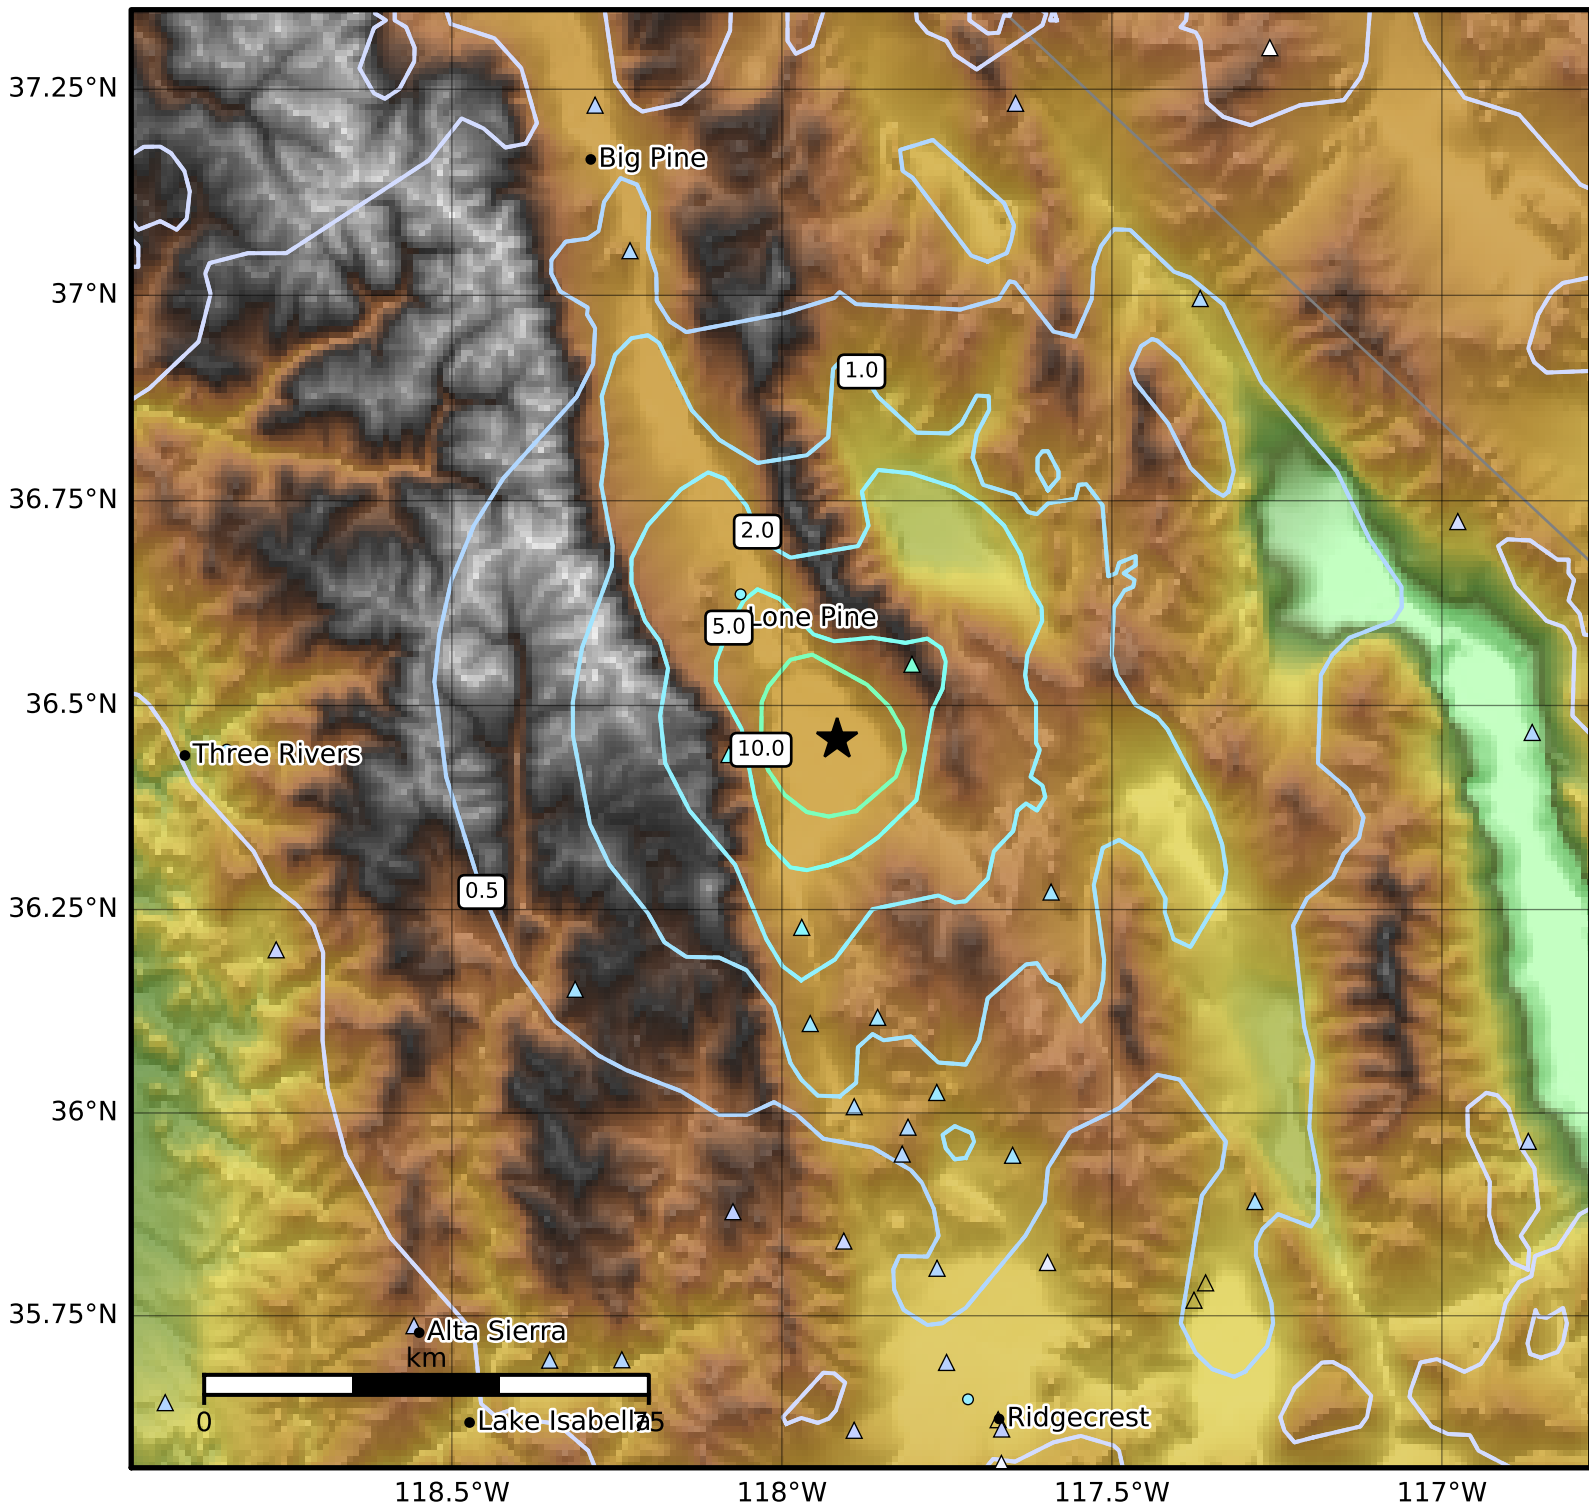 37.25°N
Big Pine
37°N
1.0
36.75°N
2.0
Lone Pine
5.0
36.5°N
Three Rivers
10.0
0.5
36.25°N
36°N
35.75°N
Alta Sierra
km
0
75
Lake Isabella
Ridgecrest
118.5°W
118°W
117.5°W
117°W